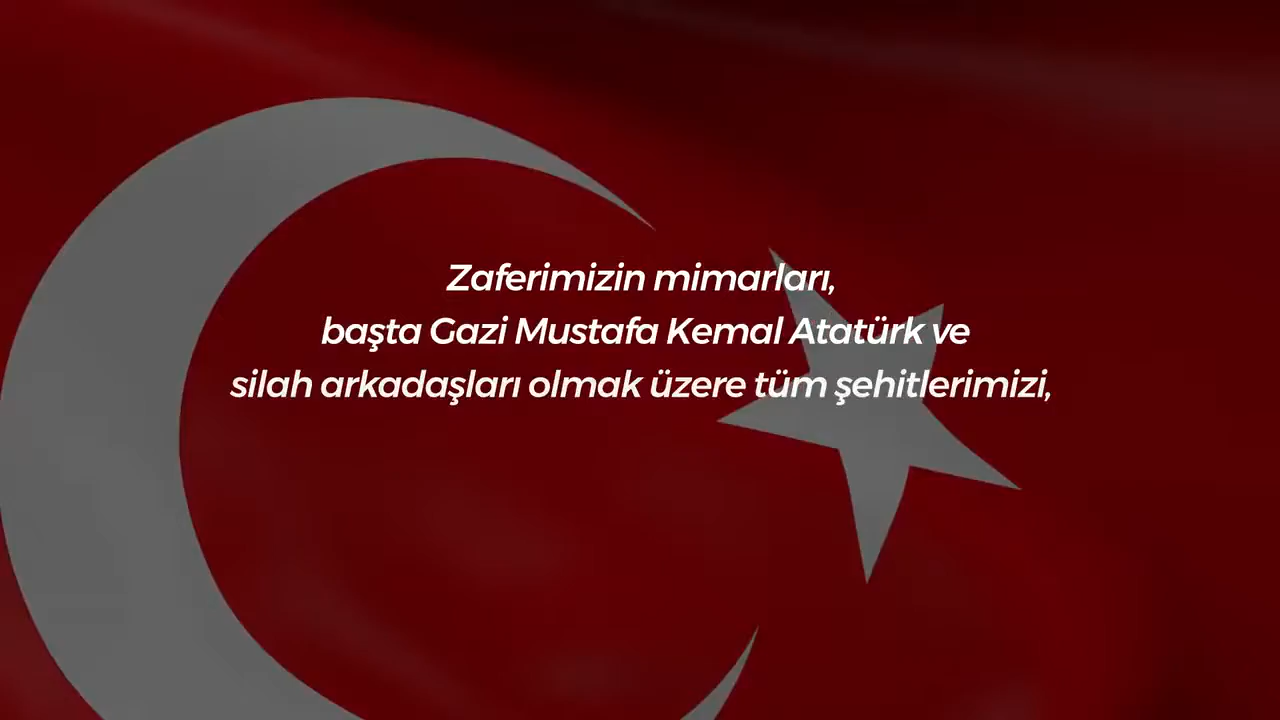 Zaferimizin mimarları,
başta Gazi Mustafa Kemal Atatürk ve
silah arkadaşları olmak üzere tüm şehitlerimizi,